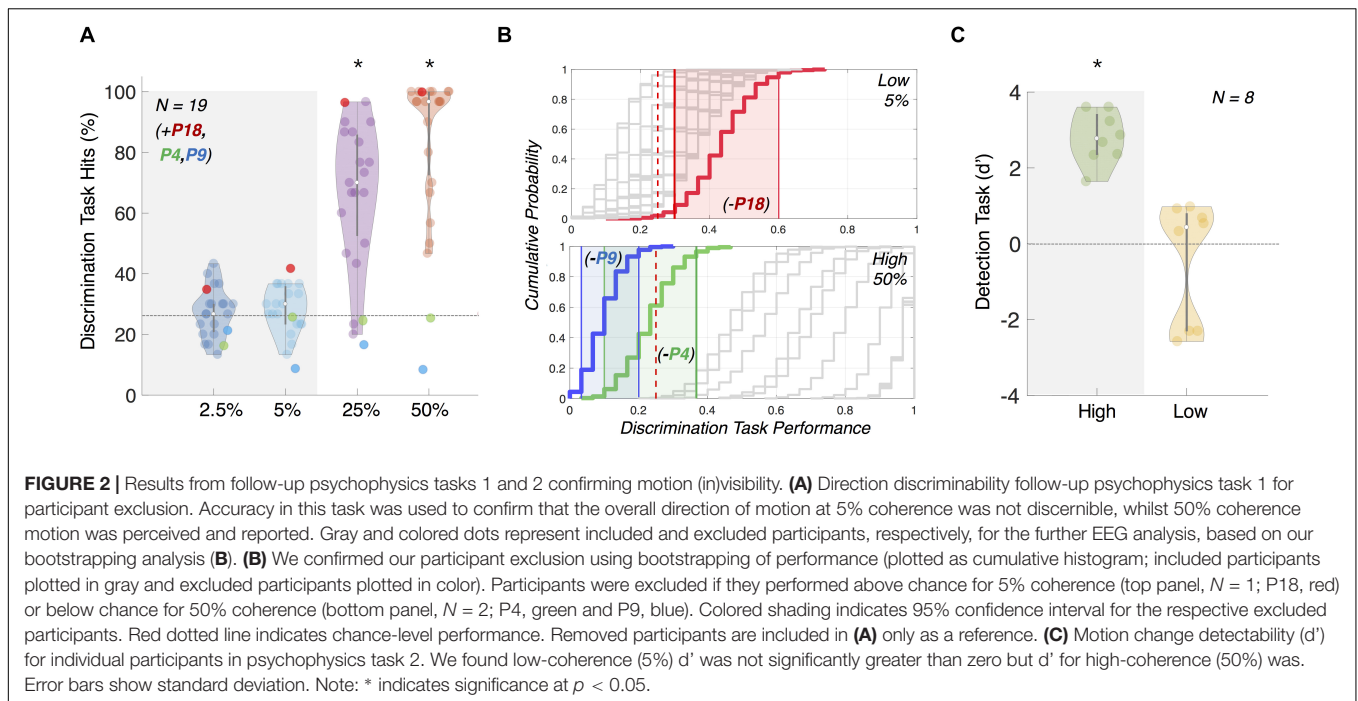 A
B
C
*
*
*
N = 19
(+P18,
P4,P9)
Discrimination Task Hits (%)
100
80
60
40
20
0
2.5%
5%
25%
50%
Cumulative Probability
1
0.8
0.6
0.4
0.2
0
Low
5%
(-P18)
0
0.2
0.4
0.6
0.8
1
1
0.8
0.6
0.4
0.2
0
High
50%
(-P9)
(-P4)
0
0.2
0.4
0.6
0.8
1
Discrimination Task Performance
N = 8
Detection Task (d’)
4
2
0
-2
-4
High
Low
FIGURE 2 | Results from follow-up psychophysics tasks 1 and 2 confirming motion (in)visibility. (A) Direction discriminability follow-up psychophysics task 1 for
participant exclusion. Accuracy in this task was used to confirm that the overall direction of motion at 5% coherence was not discernible, whilst 50% coherence
motion was perceived and reported. Gray and colored dots represent included and excluded participants, respectively, for the further EEG analysis, based on our
bootstrapping analysis (B). (B) We confirmed our participant exclusion using bootstrapping of performance (plotted as cumulative histogram; included participants
plotted in gray and excluded participants plotted in color). Participants were excluded if they performed above chance for 5% coherence (top panel, N = 1; P18, red)
or below chance for 50% coherence (bottom panel, N = 2; P4, green and P9, blue). Colored shading indicates 95% confidence interval for the respective excluded
participants. Red dotted line indicates chance-level performance. Removed participants are included in (A) only as a reference. (C) Motion change detectability (d’)
for individual participants in psychophysics task 2. We found low-coherence (5%) d’ was not significantly greater than zero but d’ for high-coherence (50%) was.
Error bars show standard deviation. Note: * indicates significance at p < 0.05.